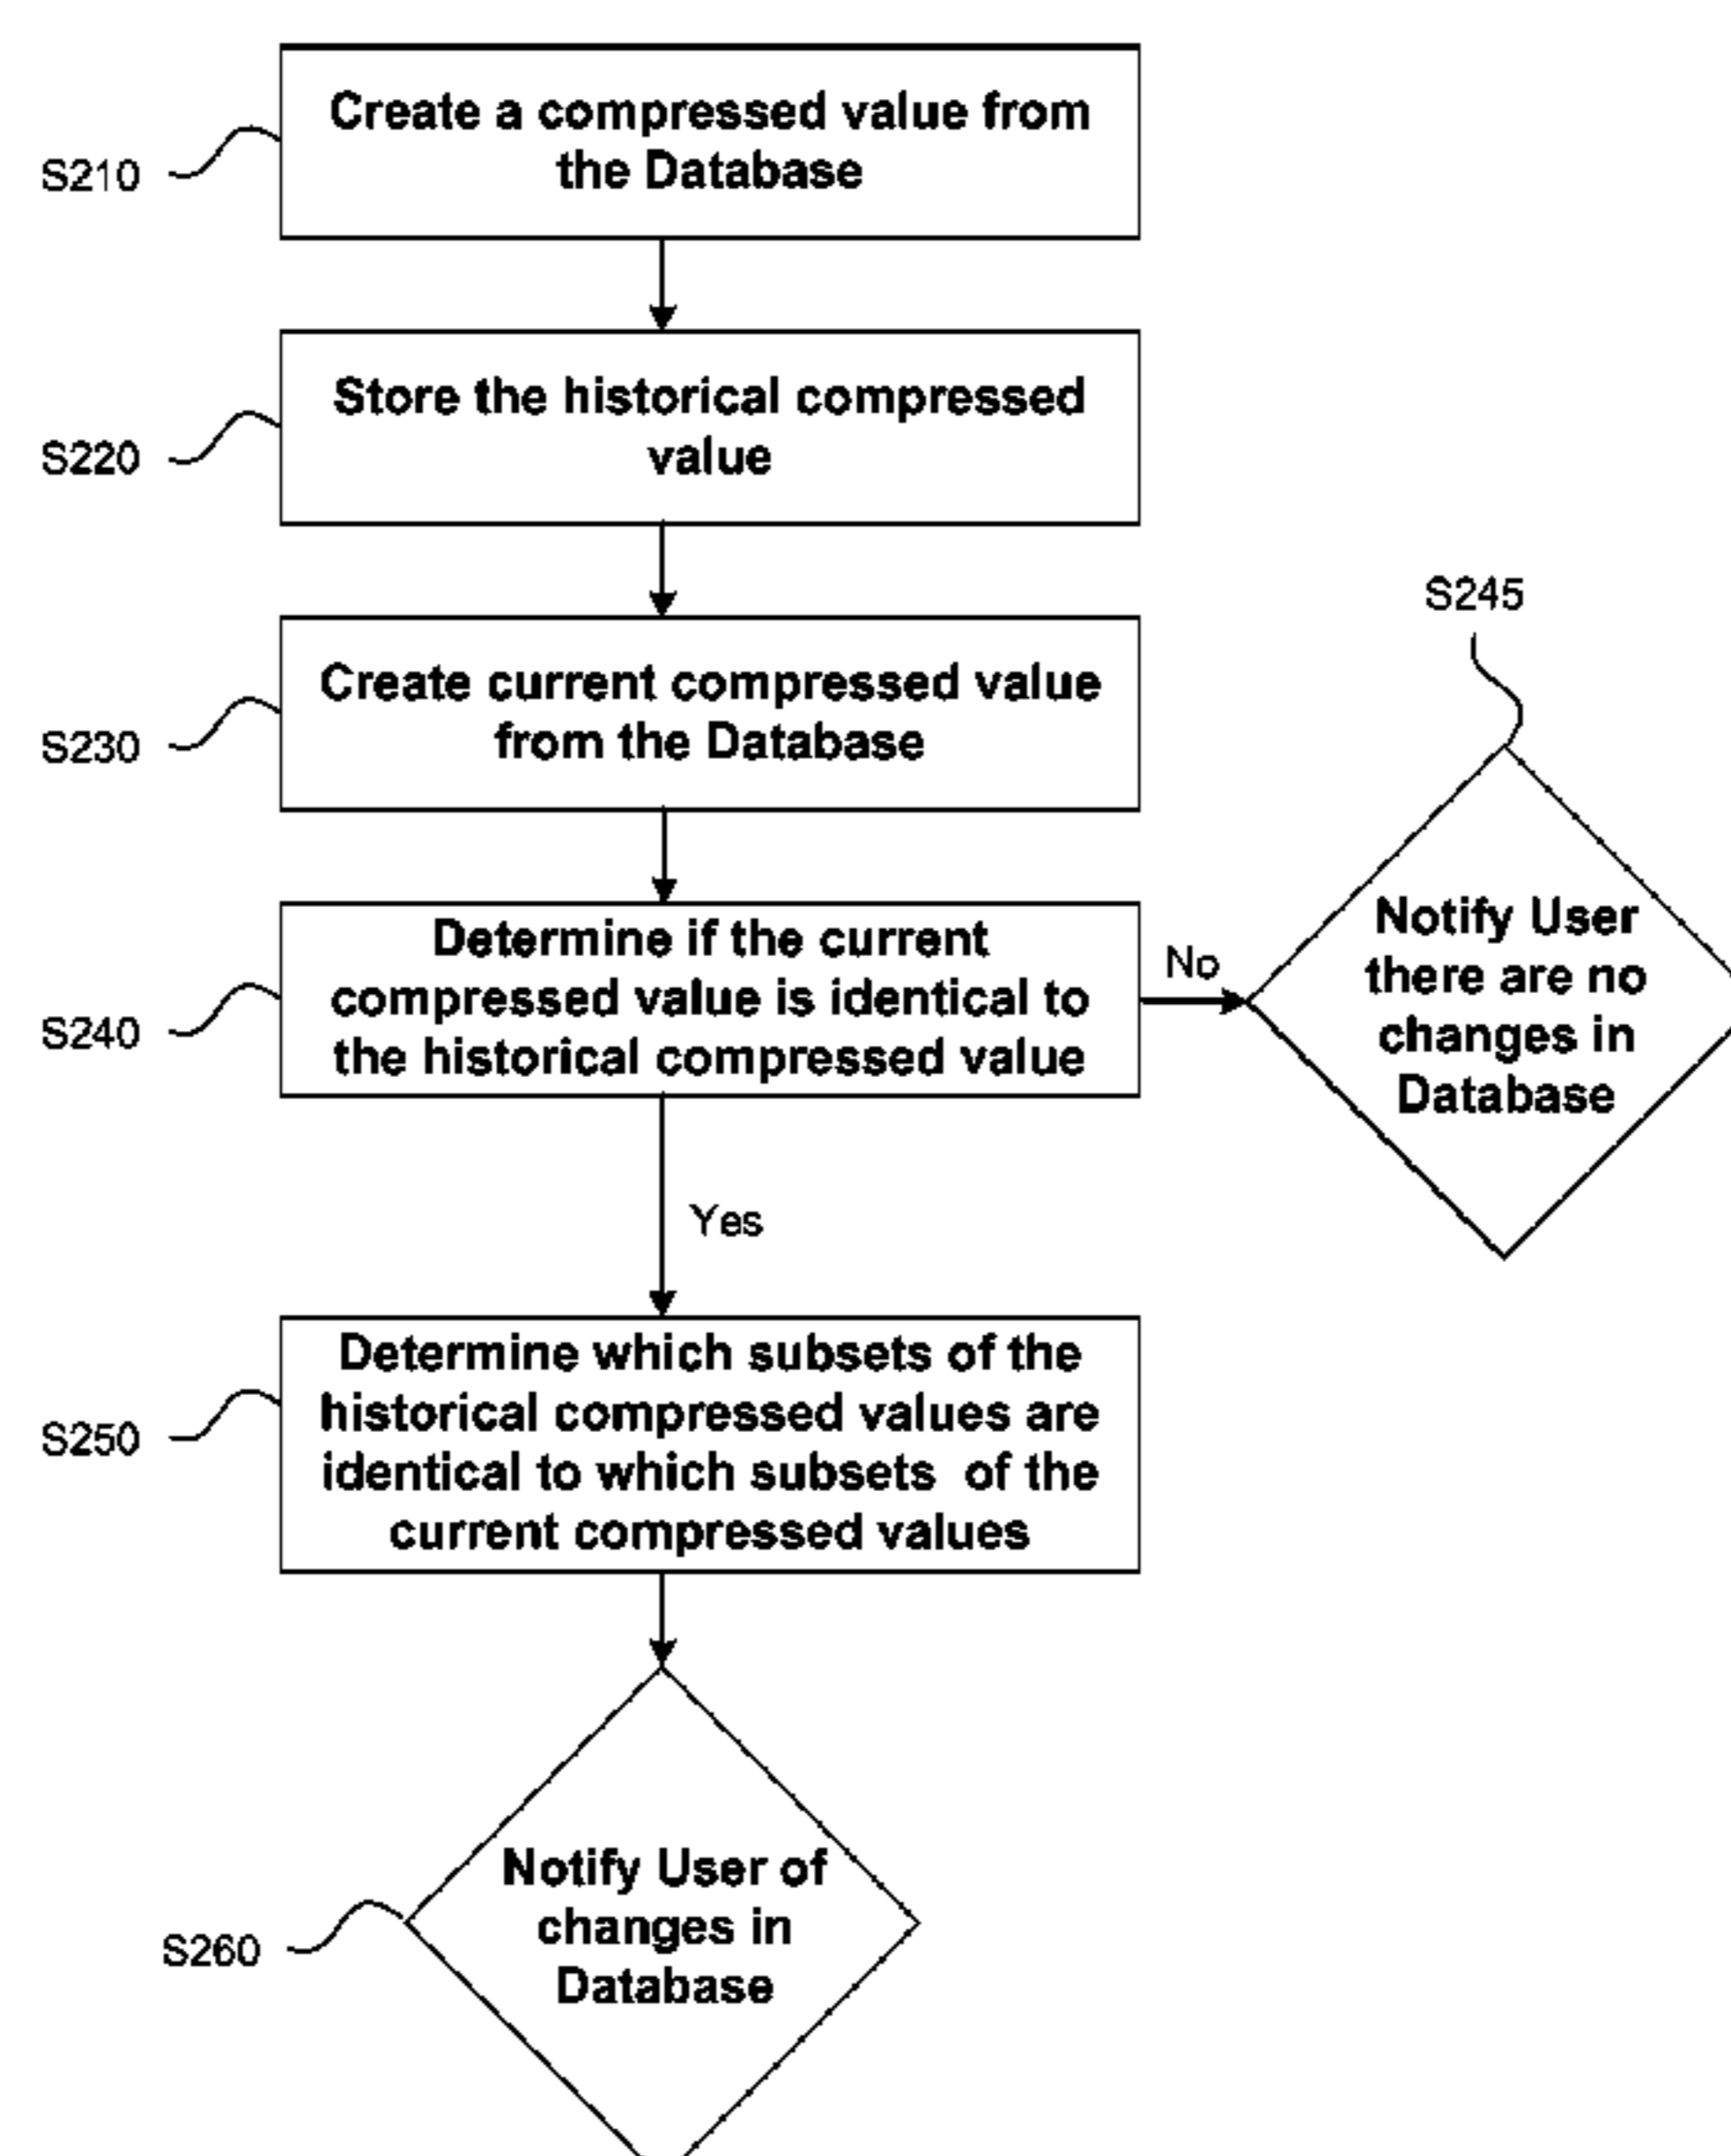 Create a compressed value from
the Database
S210
Store the historical compressed
value
S220
Create current compressed value
from the Database
S230
S245
Determine if the current
compressed value is identical to
the historical compressed value
S240
No
Notify User
there are no
changes in
Database
Yes
Determine which subsets of the
historical compressed values are
identical to which subsets of the
current compressed values
S250
Notify User of
changes in
Database
S260